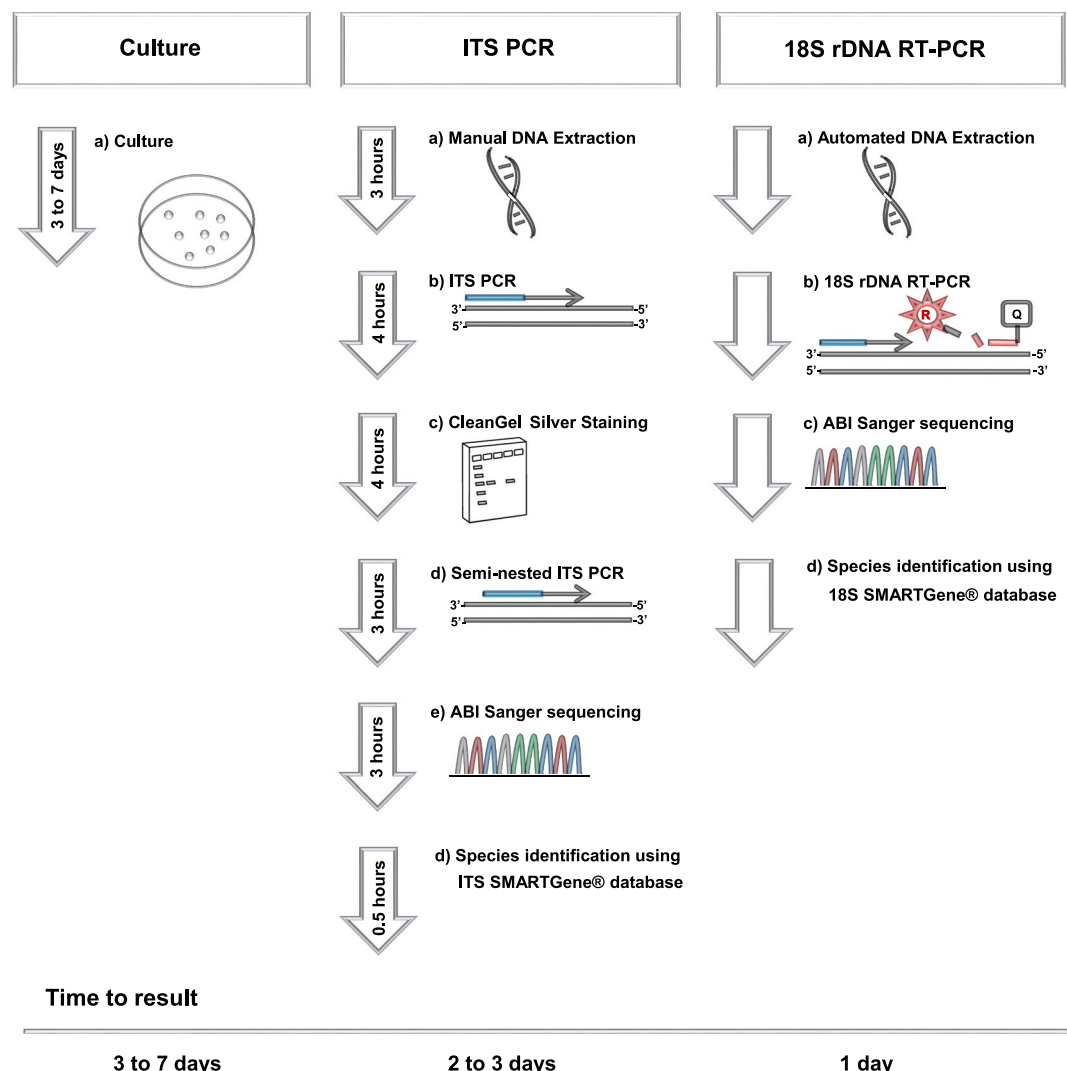 Culture
ITS PCR
18S rDNA RT-PCR
3 to 7 days
a) Culture
3 hours
a) Manual DNA Extraction
a) Automated DNA Extraction
4 hours
b) ITS PCR
3'
-5'
5'
-3'
b) 18S rDNA RT-PCR
R
Q
3'
-5'
5'
-3'
4 hours
c) CleanGel Silver Staining
c) ABI Sanger sequencing
3 hours
d) Semi-nested ITS PCR
3'
-5'
5'
-3'
d) Species identification using
18S SMARTGene® database
3 hours
e) ABI Sanger sequencing
0.5 hours
d) Species identification using
ITS SMARTGene® database
Time to result
3 to 7 days
2 to 3 days
1 day